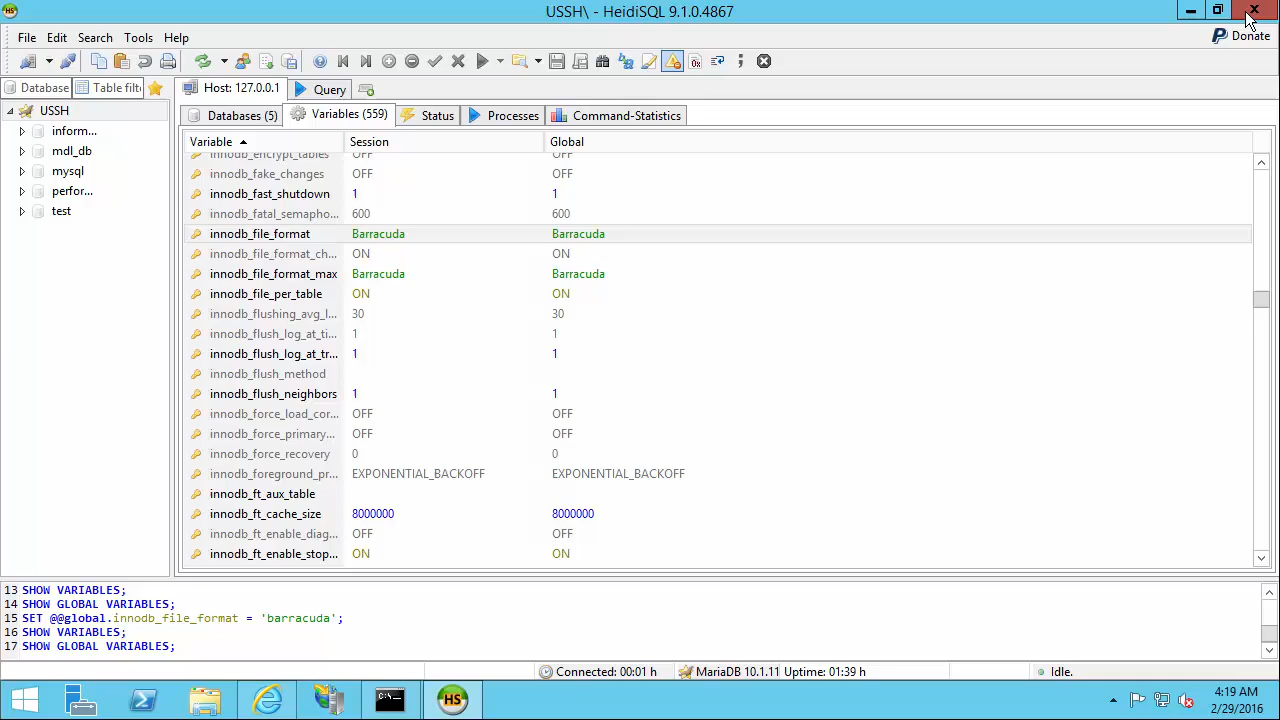 USSH\ - HeidiSQL 9.1.0.4867
File Edit Search Tools Help
Donate
Database Table filt
Host: 127.0.0.1 Query
Databases (5) Variables (559) Status Processes Command-Statistics
USSH
inform...
mdl_db
mysql
perfor...
test
Variable Session Global
innodb_encrypt_tables OFF OFF
innodb_fake_changes OFF OFF
innodb_fast_shutdown 1 1
innodb_fatal_semapho... 600 600
innodb_file_format Barracuda Barracuda
innodb_file_format_ch... ON ON
innodb_file_format_max Barracuda Barracuda
innodb_file_per_table ON ON
innodb_flushing_avg_l... 30 30
innodb_flush_log_at_ti... 1 1
innodb_flush_log_at_tr... 1 1
innodb_flush_method
innodb_flush_neighbors 1 1
innodb_force_load_cor... OFF OFF
innodb_force_primary... OFF OFF
innodb_force_recovery 0 0
innodb_foreground_pr... EXPONENTIAL_BACKOFF EXPONENTIAL_BACKOFF
innodb_ft_aux_table
innodb_ft_cache_size 8000000 8000000
innodb_ft_enable_diag... OFF OFF
innodb_ft_enable_stop... ON ON
13 SHOW VARIABLES;
14 SHOW GLOBAL VARIABLES;
15 SET @@global.innodb_file_format = 'barracuda';
16 SHOW VARIABLES;
17 SHOW GLOBAL VARIABLES;
Connected: 00:01 h MariaDB 10.1.11 Uptime: 01:39 h Idle.
HS
4:19 AM
2/29/2016